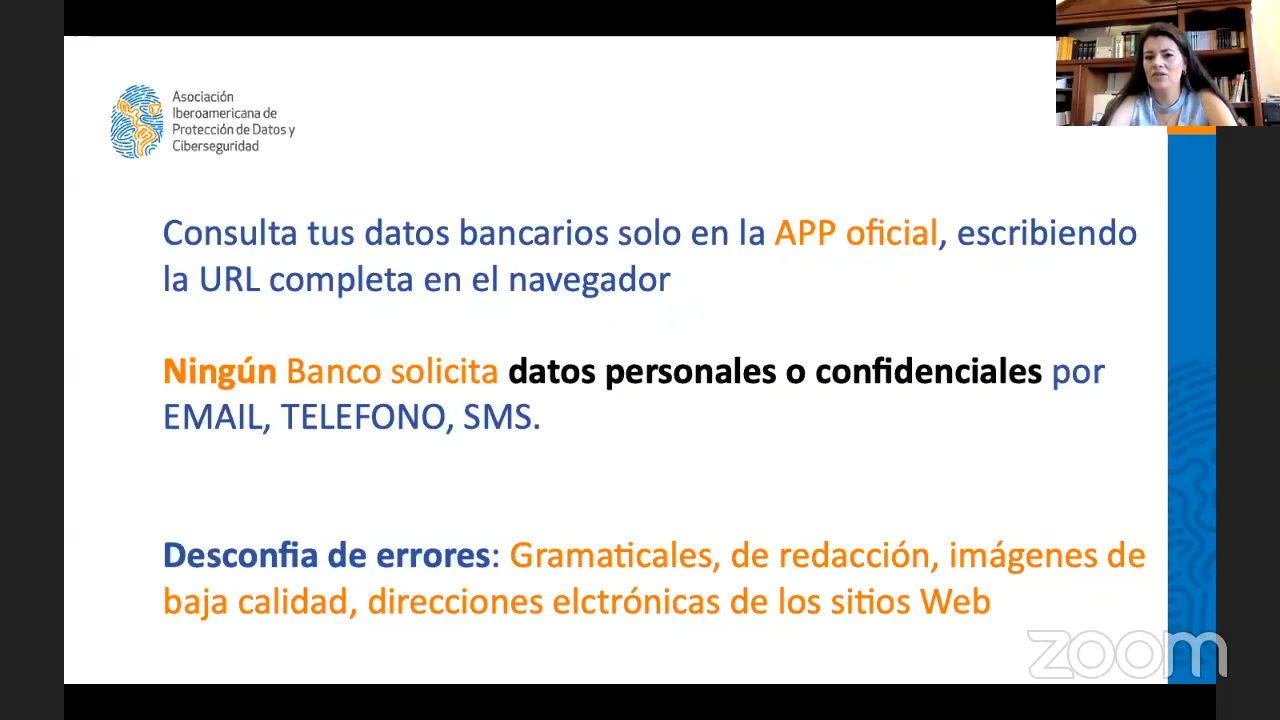 Asociación
Iberoamericana de
Protección de Datos y
Ciberseguridad
Consulta tus datos bancarios solo en la APP oficial, escribiendo
la URL completa en el navegador
Ningún Banco solicita datos personales o confidenciales por
EMAIL, TELEFONO, SMS.
Desconfia de errores: Gramaticales, de redacción, imágenes de
baja calidad, direcciones elctrónicas de los sitios Web
zoom